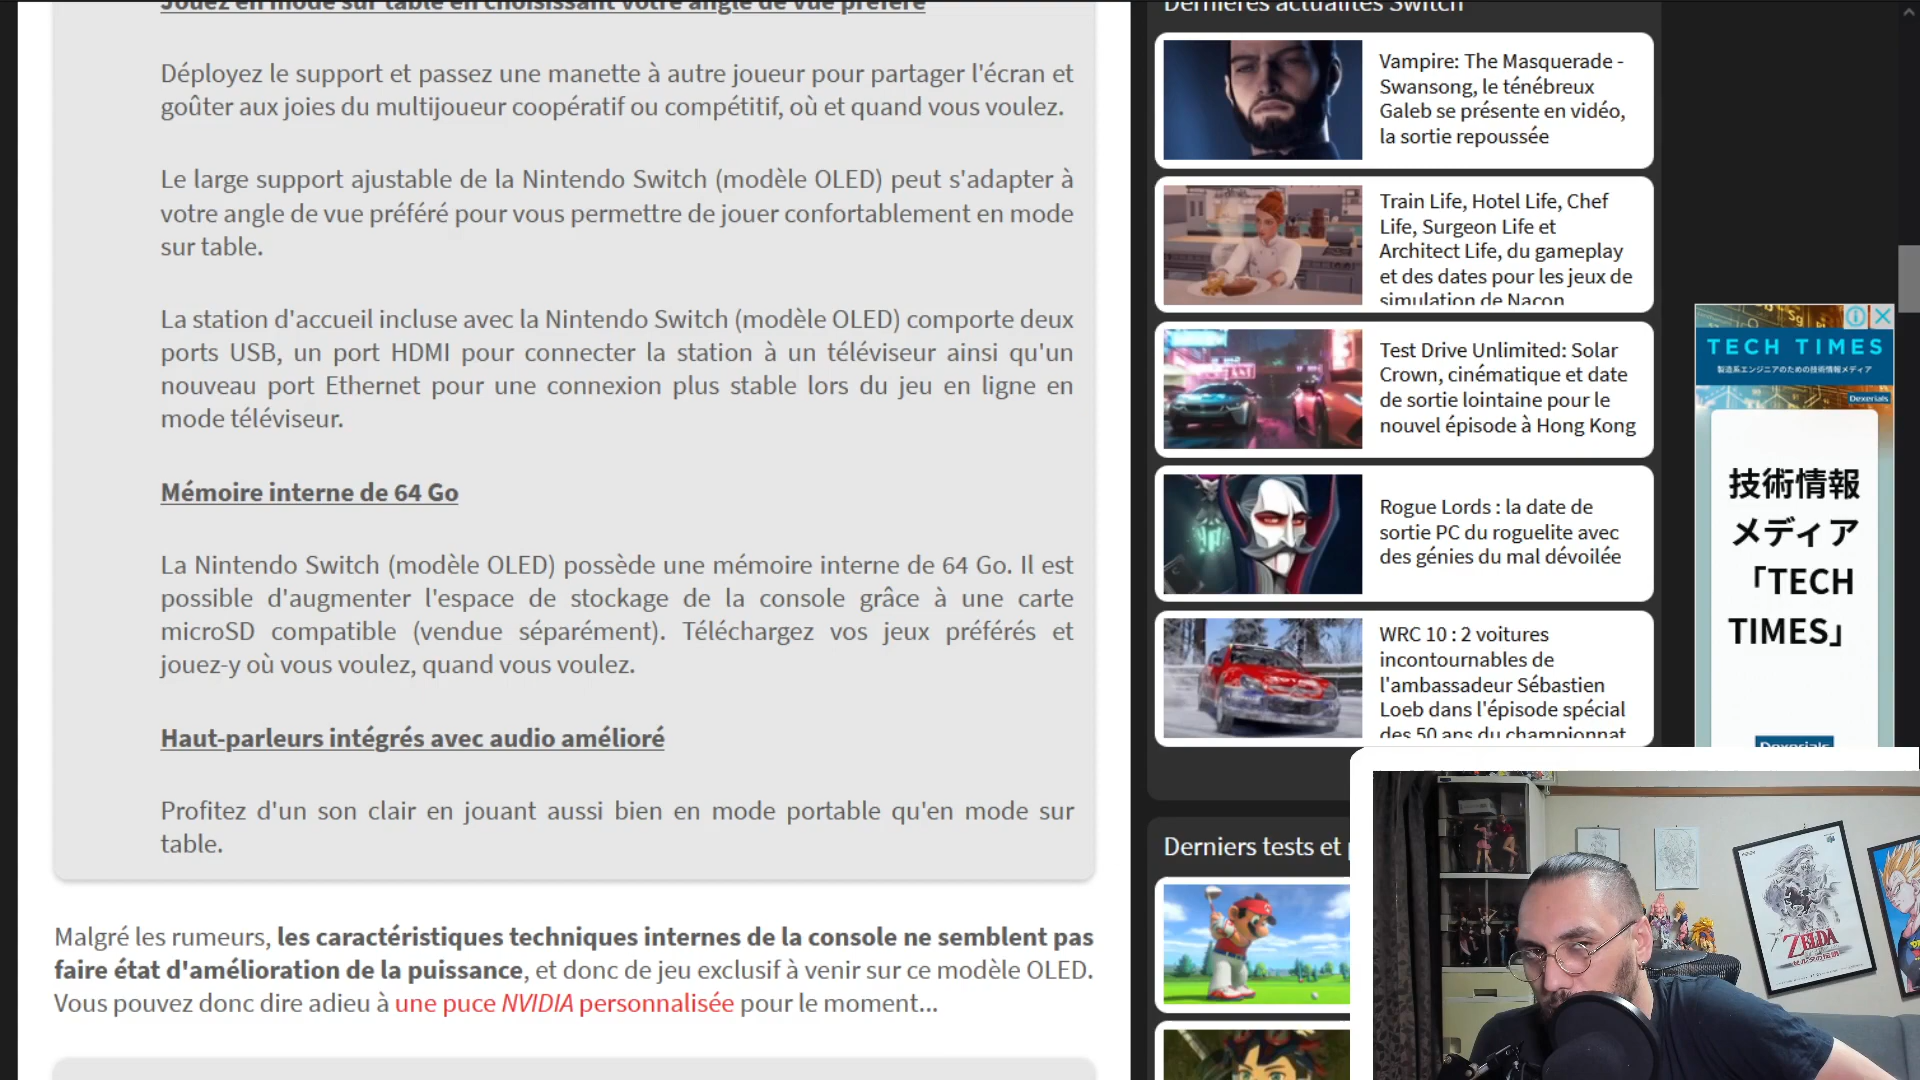 Jouez en mode sur table en choisissant votre angle de vue préféré
Déployez le support et passez une manette à autre joueur pour partager l'écran et
goûter aux joies du multijoueur coopératif ou compétitif, où et quand vous voulez.
Le large support ajustable de la Nintendo Switch (modèle OLED) peut s'adapter à
votre angle de vue préféré pour vous permettre de jouer confortablement en mode
sur table.
La station d'accueil incluse avec la Nintendo Switch (modèle OLED) comporte deux
ports USB, un port HDMI pour connecter la station à un téléviseur ainsi qu'un
nouveau port Ethernet pour une connexion plus stable lors du jeu en ligne en
mode téléviseur.
Mémoire interne de 64 Go
La Nintendo Switch (modèle OLED) possède une mémoire interne de 64 Go. Il est
possible d'augmenter l'espace de stockage de la console grâce à une carte
microSD compatible (vendue séparément). Téléchargez vos jeux préférés et
jouez-y où vous voulez, quand vous voulez.
Haut-parleurs intégrés avec audio amélioré
Profitez d'un son clair en jouant aussi bien en mode portable qu'en mode sur
table.
Malgré les rumeurs, les caractéristiques techniques internes de la console ne semblent pas
faire état d'amélioration de la puissance, et donc de jeu exclusif à venir sur ce modèle OLED.
Vous pouvez donc dire adieu à une puce NVIDIA personnalisée pour le moment...
Dernières actualités Switch
Vampire: The Masquerade -
Swansong, le ténébreux
Galeb se présente en vidéo,
la sortie repoussée
Train Life, Hotel Life, Chef
Life, Surgeon Life et
Architect Life, du gameplay
et des dates pour les jeux de
simulation de Nacon
Test Drive Unlimited: Solar
Crown, cinématique et date
de sortie lointaine pour le
nouvel épisode à Hong Kong
Rogue Lords : la date de
sortie PC du roguelite avec
des génies du mal dévoilée
WRC 10 : 2 voitures
incontournables de
l'ambassadeur Sébastien
Loeb dans l'épisode spécial
des 50 ans du championnat
Derniers tests et
Sg
TECH TIMES
製造系エンジニアのための技術情報メディア
Dexerials
技術情報
メディア
「TECH
TIMES」
Dexerials
ZELDA